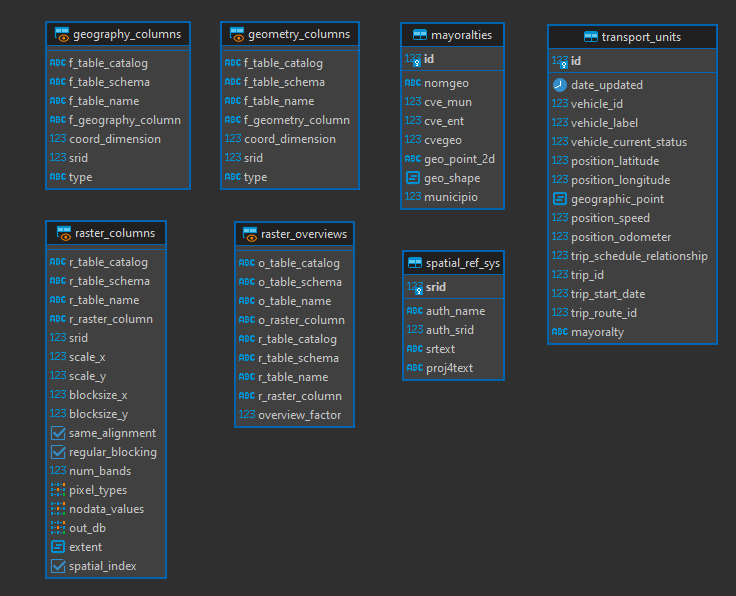 geography_columns
ABC f_table_catalog
ABC f_table_schema
ABC f_table_name
ABC f_geography_column
123 coord_dimension
123 srid
ABC type
geometry_columns
ABC f_table_catalog
ABC f_table_schema
ABC f_table_name
ABC f_geometry_column
123 coord_dimension
123 srid
ABC type
mayoralties
123 id
ABC nomgeo
123 cve_mun
123 cve_ent
123 cvegeo
ABC geo_point_2d
geo_shape
123 municipio
transport_units
123 id
date_updated
123 vehicle_id
123 vehicle_label
123 vehicle_current_status
123 position_latitude
123 position_longitude
geographic_point
123 position_speed
123 position_odometer
123 trip_schedule_relationship
123 trip_id
123 trip_start_date
123 trip_route_id
ABC mayoralty
raster_columns
ABC r_table_catalog
ABC r_table_schema
ABC r_table_name
ABC r_raster_column
123 srid
123 scale_x
123 scale_y
123 blocksize_x
123 blocksize_y
same_alignment
regular_blocking
123 num_bands
pixel_types
nodata_values
out_db
extent
spatial_index
raster_overviews
ABC o_table_catalog
ABC o_table_schema
ABC o_table_name
ABC o_raster_column
ABC r_table_catalog
ABC r_table_schema
ABC r_table_name
ABC r_raster_column
123 overview_factor
spatial_ref_sys
123 srid
ABC auth_name
123 auth_srid
ABC srtext
ABC proj4text